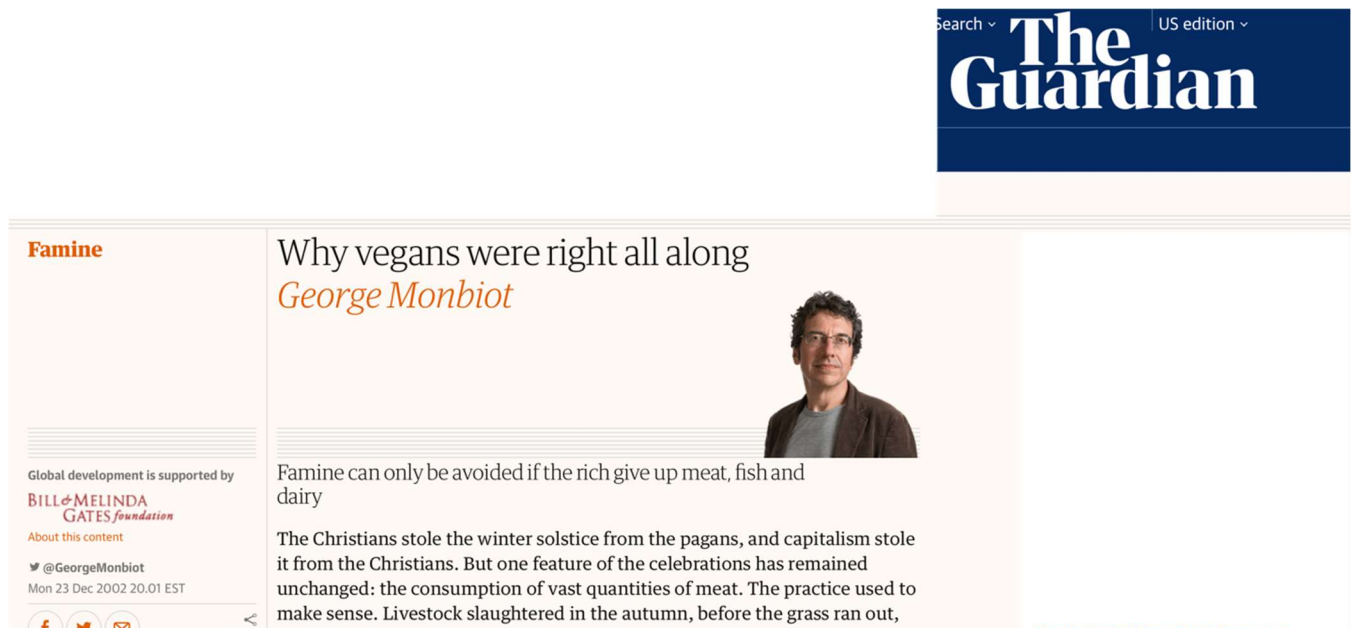 Search
US edition
The
Guardian
Famine
Why vegans were right all along
George Monbiot
Global development is supported by
BILL & MELINDA
GATES foundation
About this content
@GeorgeMonbiot
Mon 23 Dec 2002 20.01 EST
Famine can only be avoided if the rich give up meat, fish and
dairy
The Christians stole the winter solstice from the pagans, and capitalism stole
it from the Christians. But one feature of the celebrations has remained
unchanged: the consumption of vast quantities of meat. The practice used to
make sense. Livestock slaughtered in the autumn, before the grass ran out,